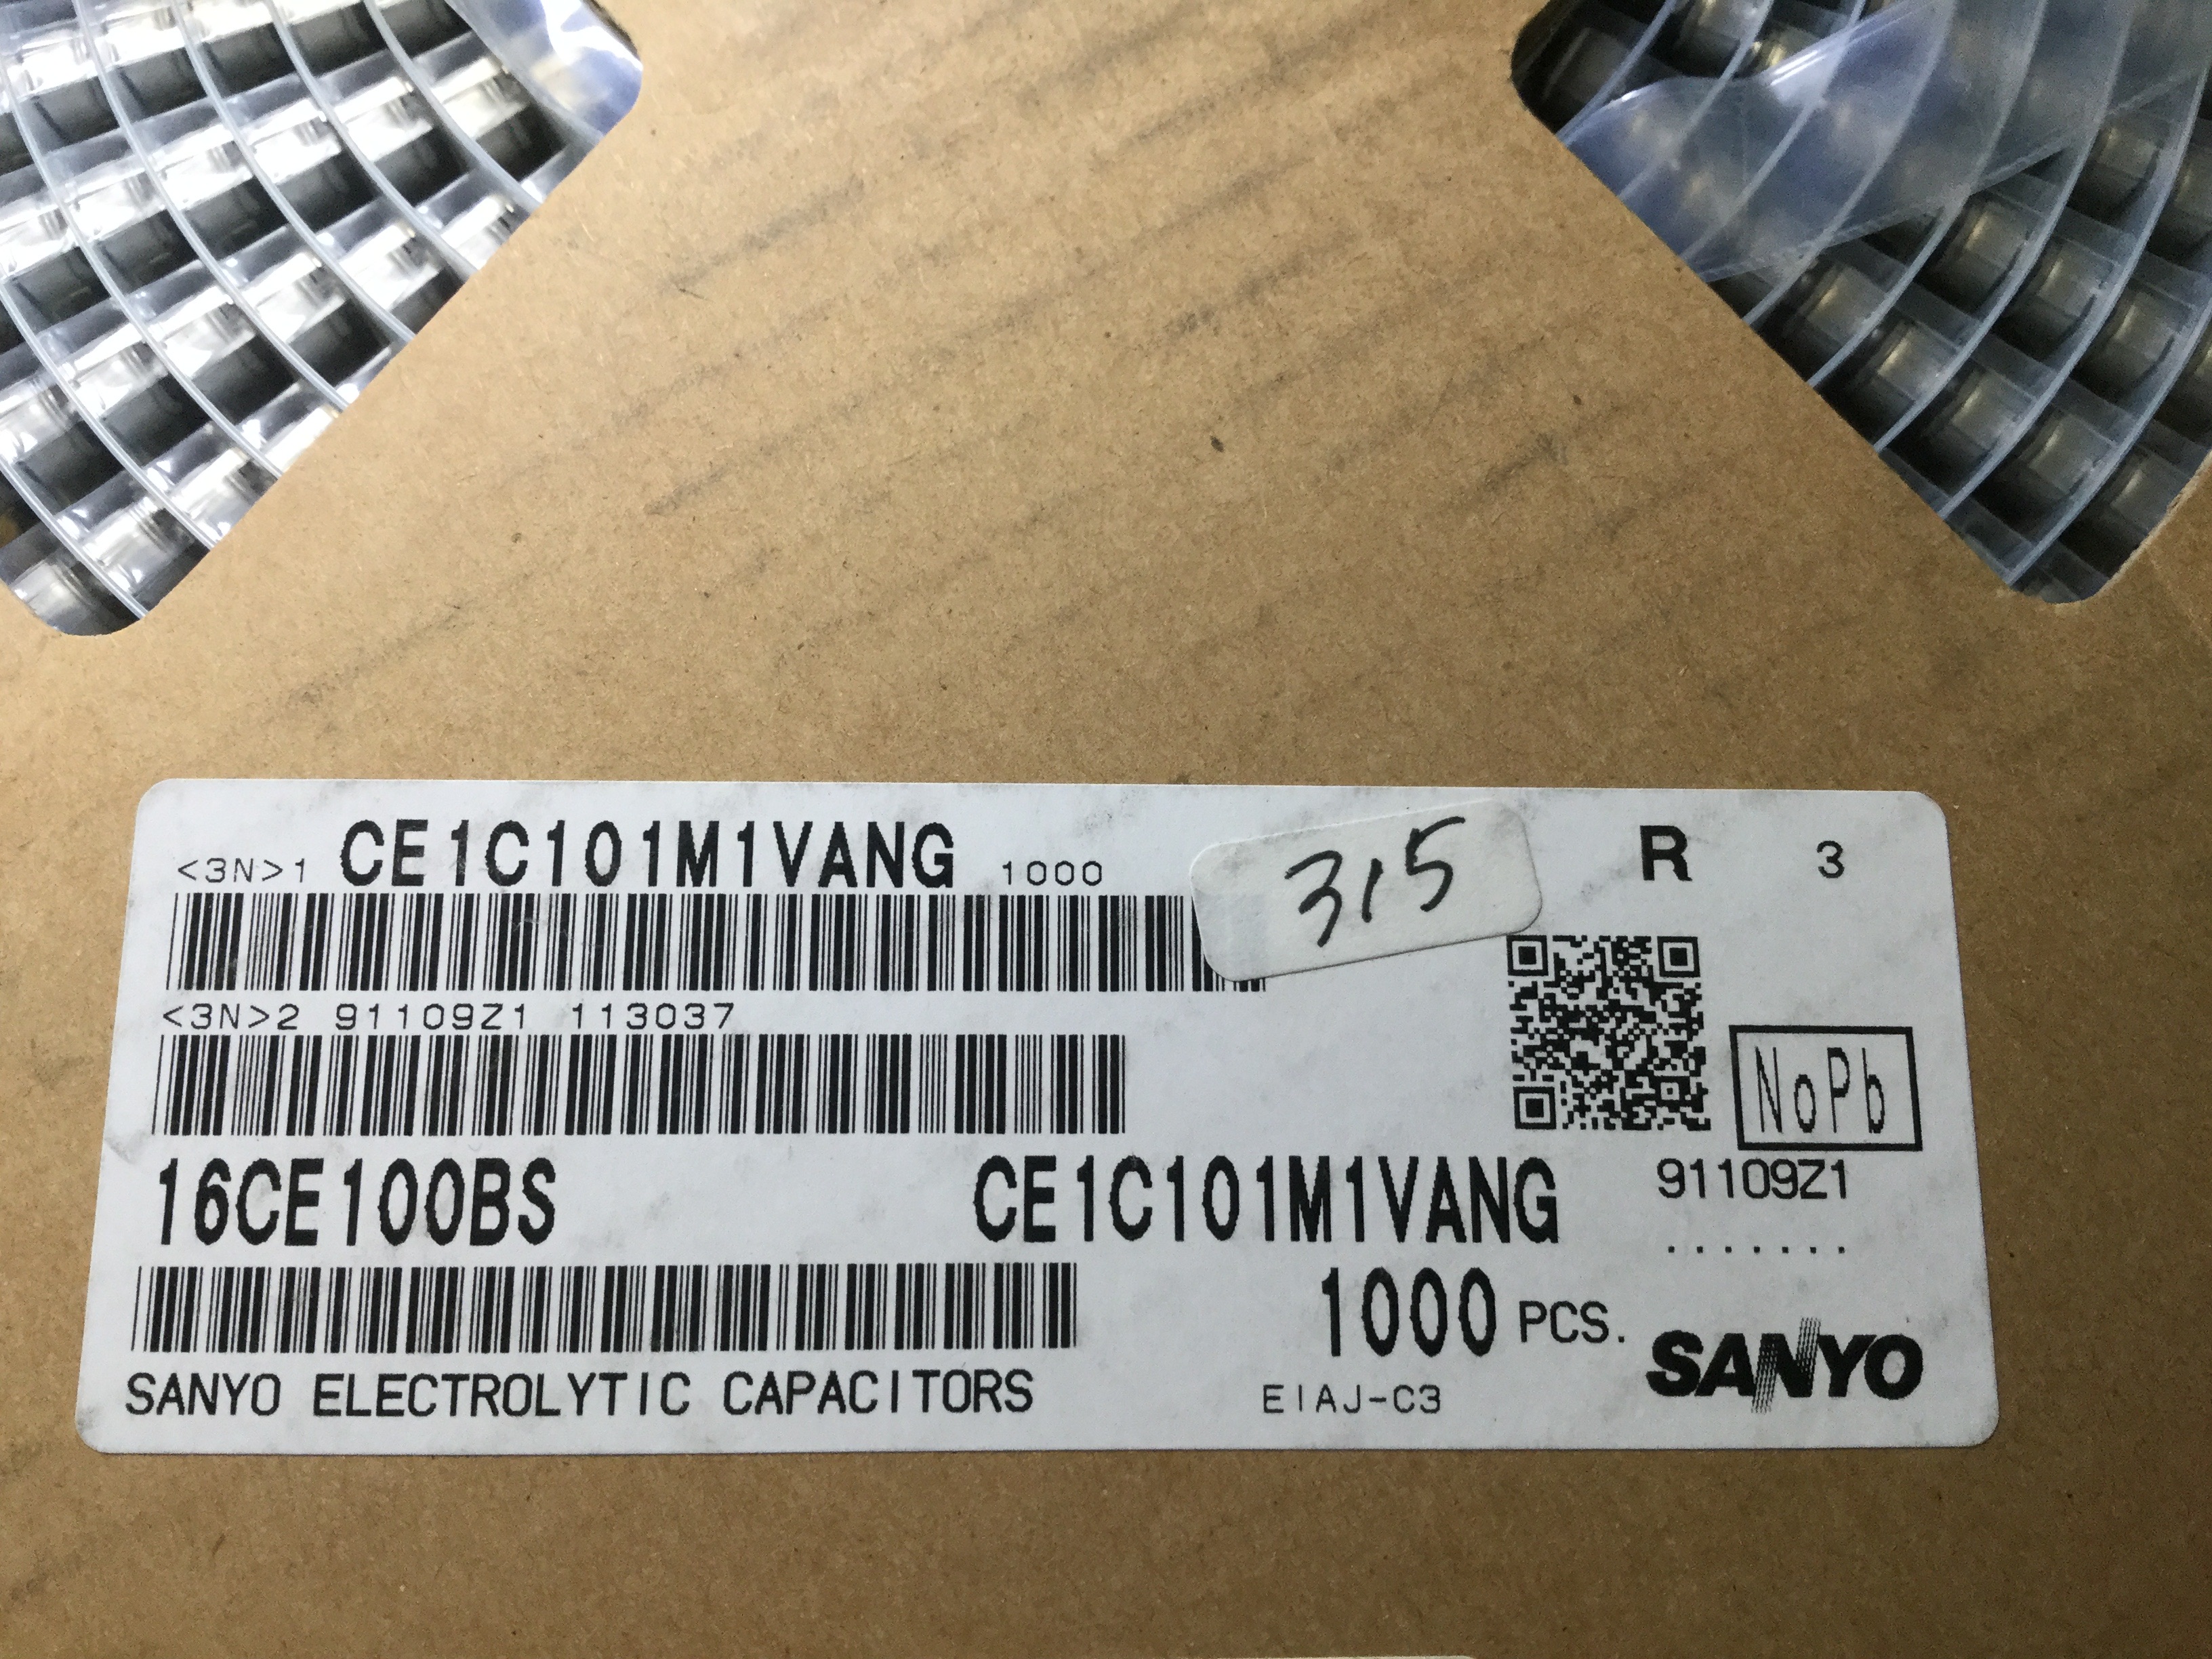 <3N>1 CE1C101M1VANG 1000
315
R 3
<3N>2 91109Z1 113037
NoPb
16CE100BS CE1C101M1VANG
91109Z1
.......
1000 PCS.
SANYO
SANYO ELECTROLYTIC CAPACITORS
EIAJ-C3